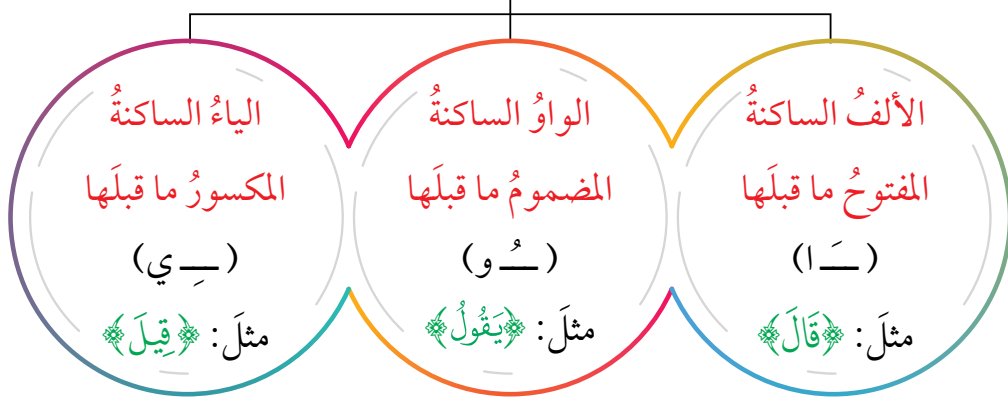 الألفُ الساكنةُ
المفتوحُ ما قبلَها
(ـَـ ا)
مثلَ: ﴿قَالَ﴾
الواوُ الساكنةُ
المضمومُ ما قبلَها
(ـُـ و)
مثلَ: ﴿يَقُولُ﴾
الياءُ الساكنةُ
المكسورُ ما قبلَها
(ـِـ ي)
مثلَ: ﴿قِيلَ﴾